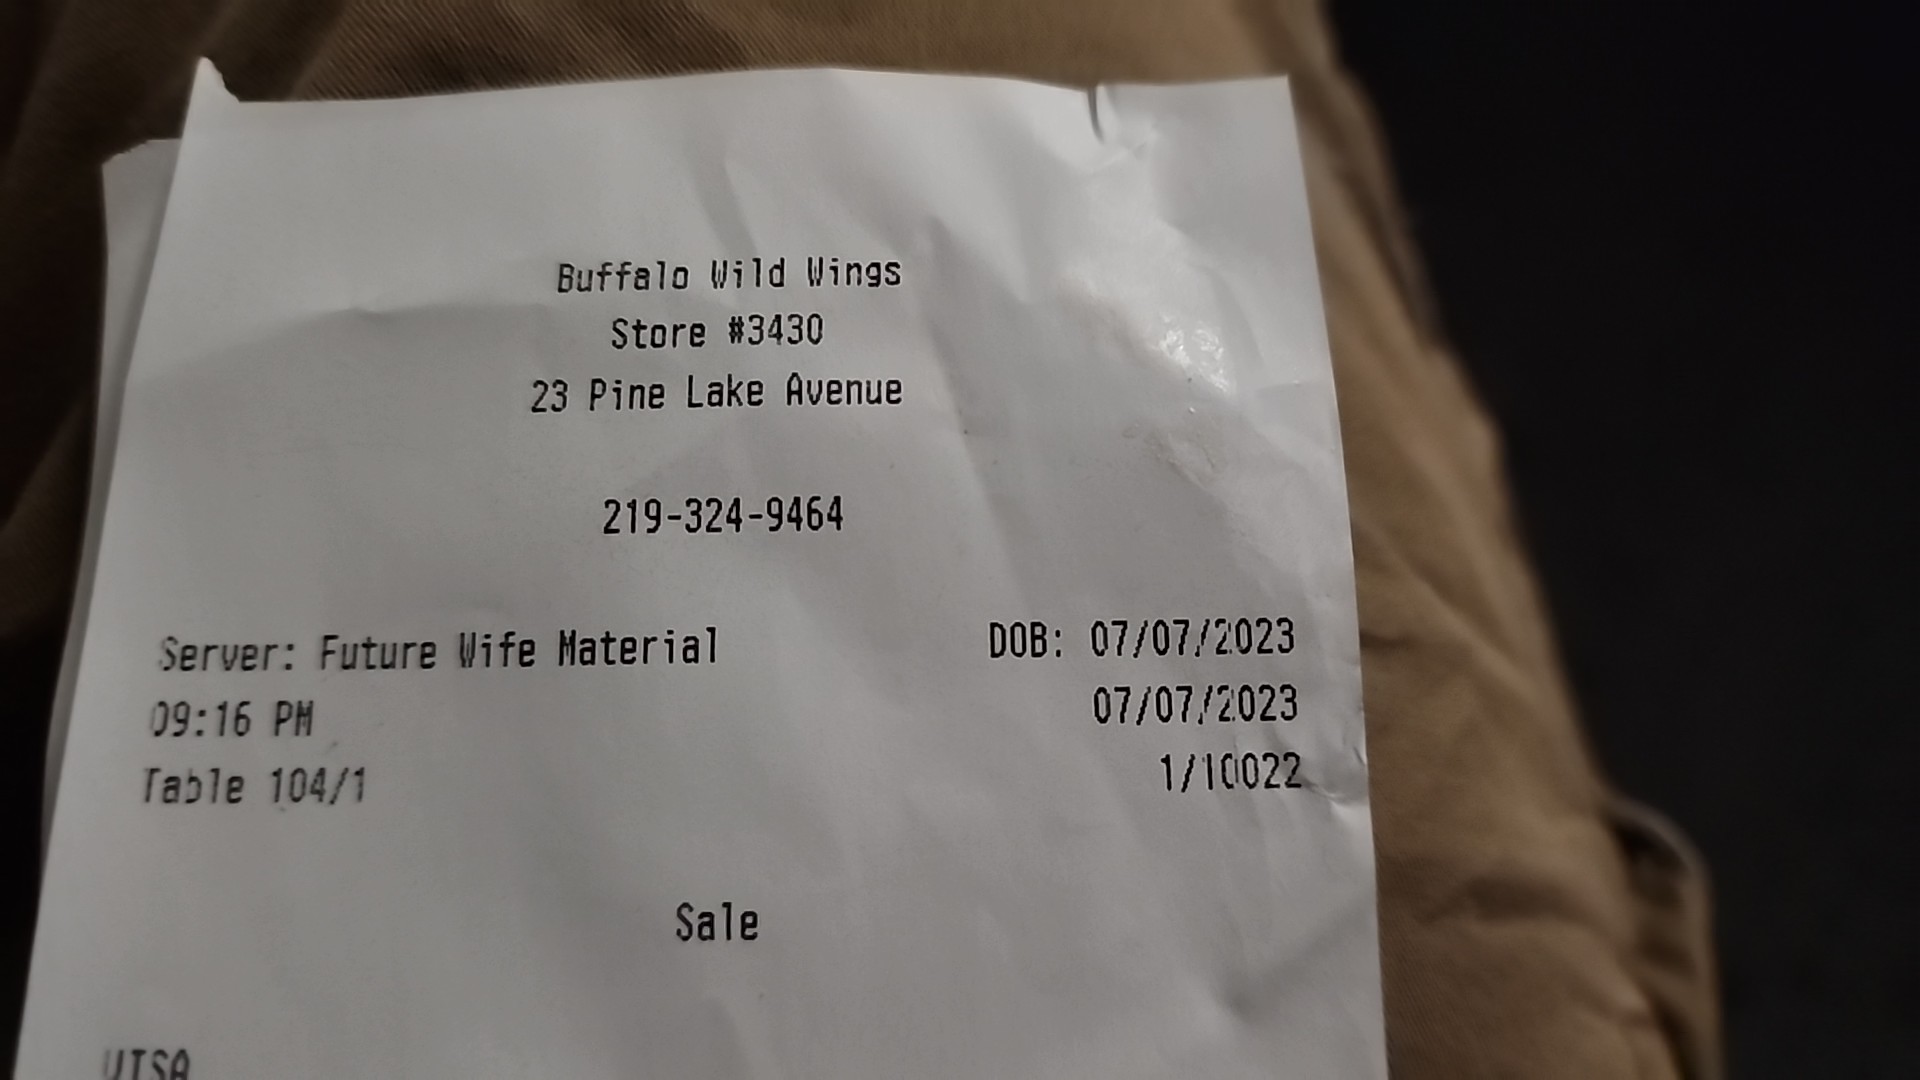 Buffalo Wild Wings
Store #3430
23 Pine Lake Avenue
219-324-9464
Server: Future Wife Material DOB: 07/07/2023
09:16 PM 07/07/2023
Table 104/1 1/10022
Sale
VISA